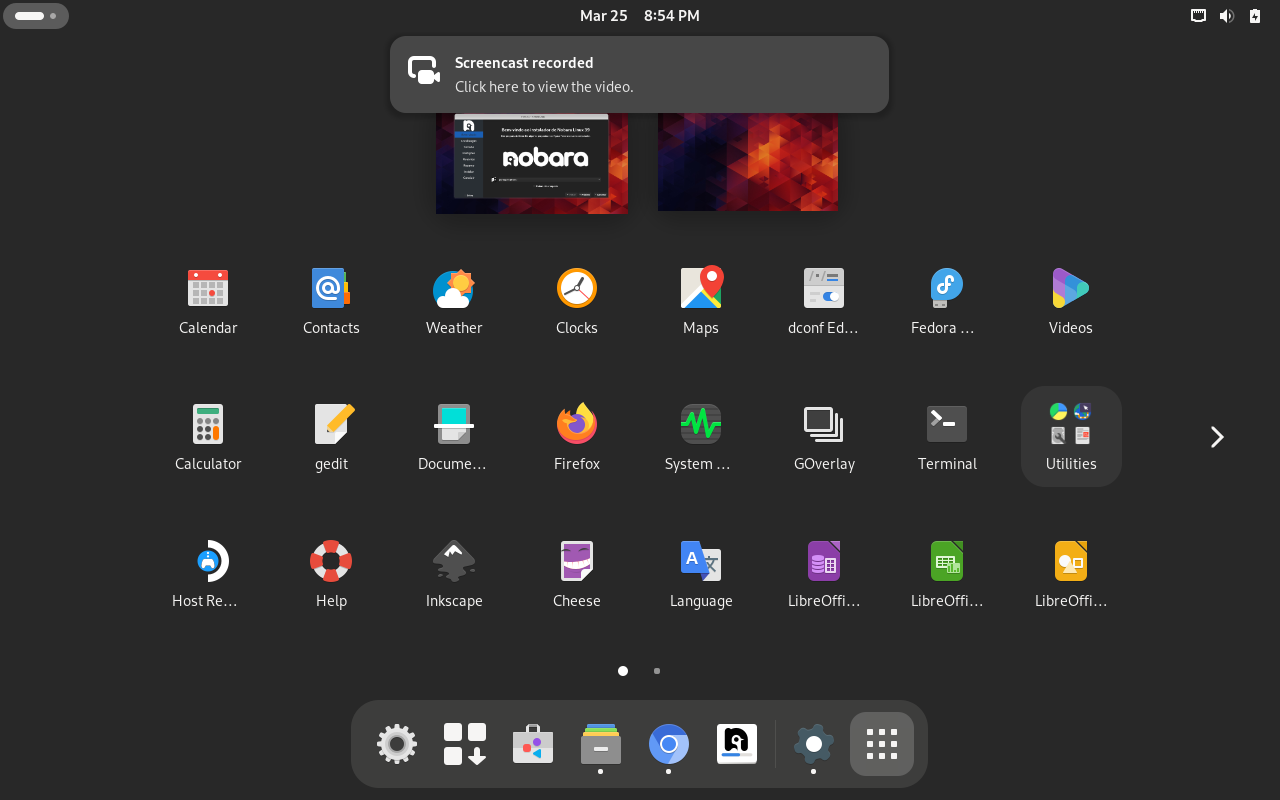 Mar 25 8:54 PM
Screencast recorded
Click here to view the video.
Bem-vindo ao instalador do Nobara Linux 39
nobara
Calendar
Contacts
Weather
Clocks
Maps
dconf Ed…
Fedora …
Videos
Calculator
gedit
Docume…
Firefox
System …
GOverlay
Terminal
Utilities
Host Re…
Help
Inkscape
Cheese
Language
LibreOffi…
LibreOffi…
LibreOffi…